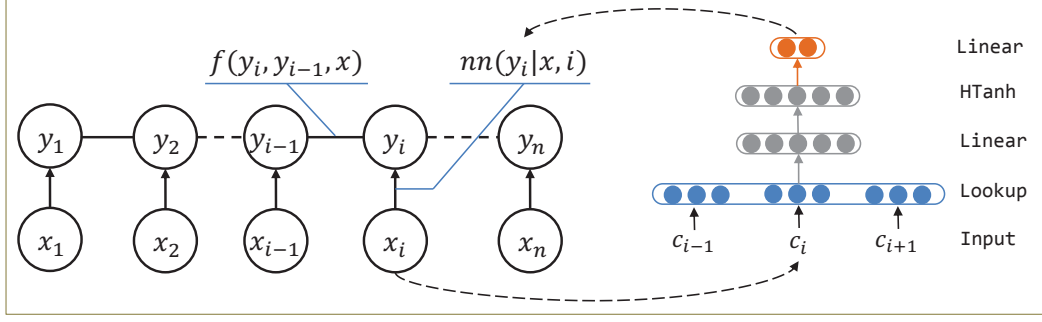 f(y_i, y_{i−1}, x)
nn(y_i|x, i)
y_1 y_2 y_{i−1} y_i y_n
x_1 x_2 x_{i−1} x_i x_n
Linear
HTanh
Linear
Lookup
c_{i−1} c_i c_{i+1} Input